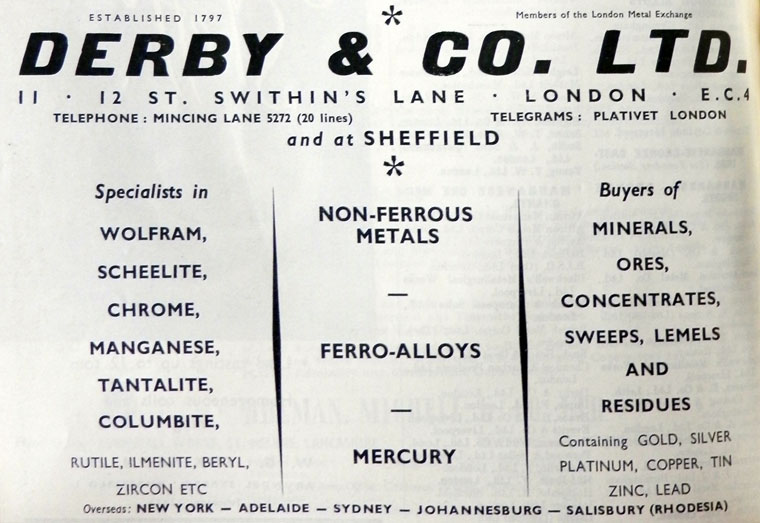 ESTABLISHED 1797
Members of the London Metal Exchange
DERBY & CO. LTD.
11 · 12 ST. SWITHIN'S LANE · LONDON · E.C.4
TELEPHONE : MINCING LANE 5272 (20 lines)
TELEGRAMS : PLATIVET LONDON
and at SHEFFIELD
Specialists in
WOLFRAM,
SCHEELITE,
CHROME,
MANGANESE,
TANTALITE,
COLUMBITE,
RUTILE, ILMENITE, BERYL,
ZIRCON ETC
NON-FERROUS
METALS
—
FERRO-ALLOYS
—
MERCURY
Buyers of
MINERALS,
ORES,
CONCENTRATES,
SWEEPS, LEMELS
AND
RESIDUES
Containing GOLD, SILVER
PLATINUM, COPPER, TIN
ZINC, LEAD
Overseas: NEW YORK — ADELAIDE — SYDNEY — JOHANNESBURG — SALISBURY (RHODESIA)